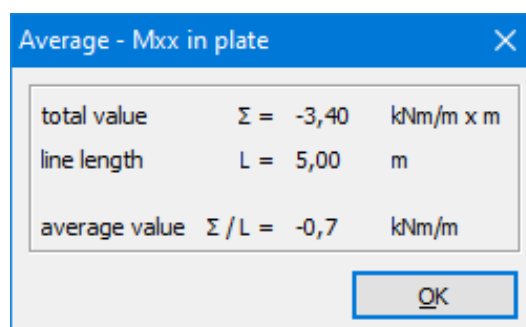 Average - Mxx in plate
total value Σ = -3,40 kNm/m x m
line length L = 5,00 m
average value Σ / L = -0,7 kNm/m
OK